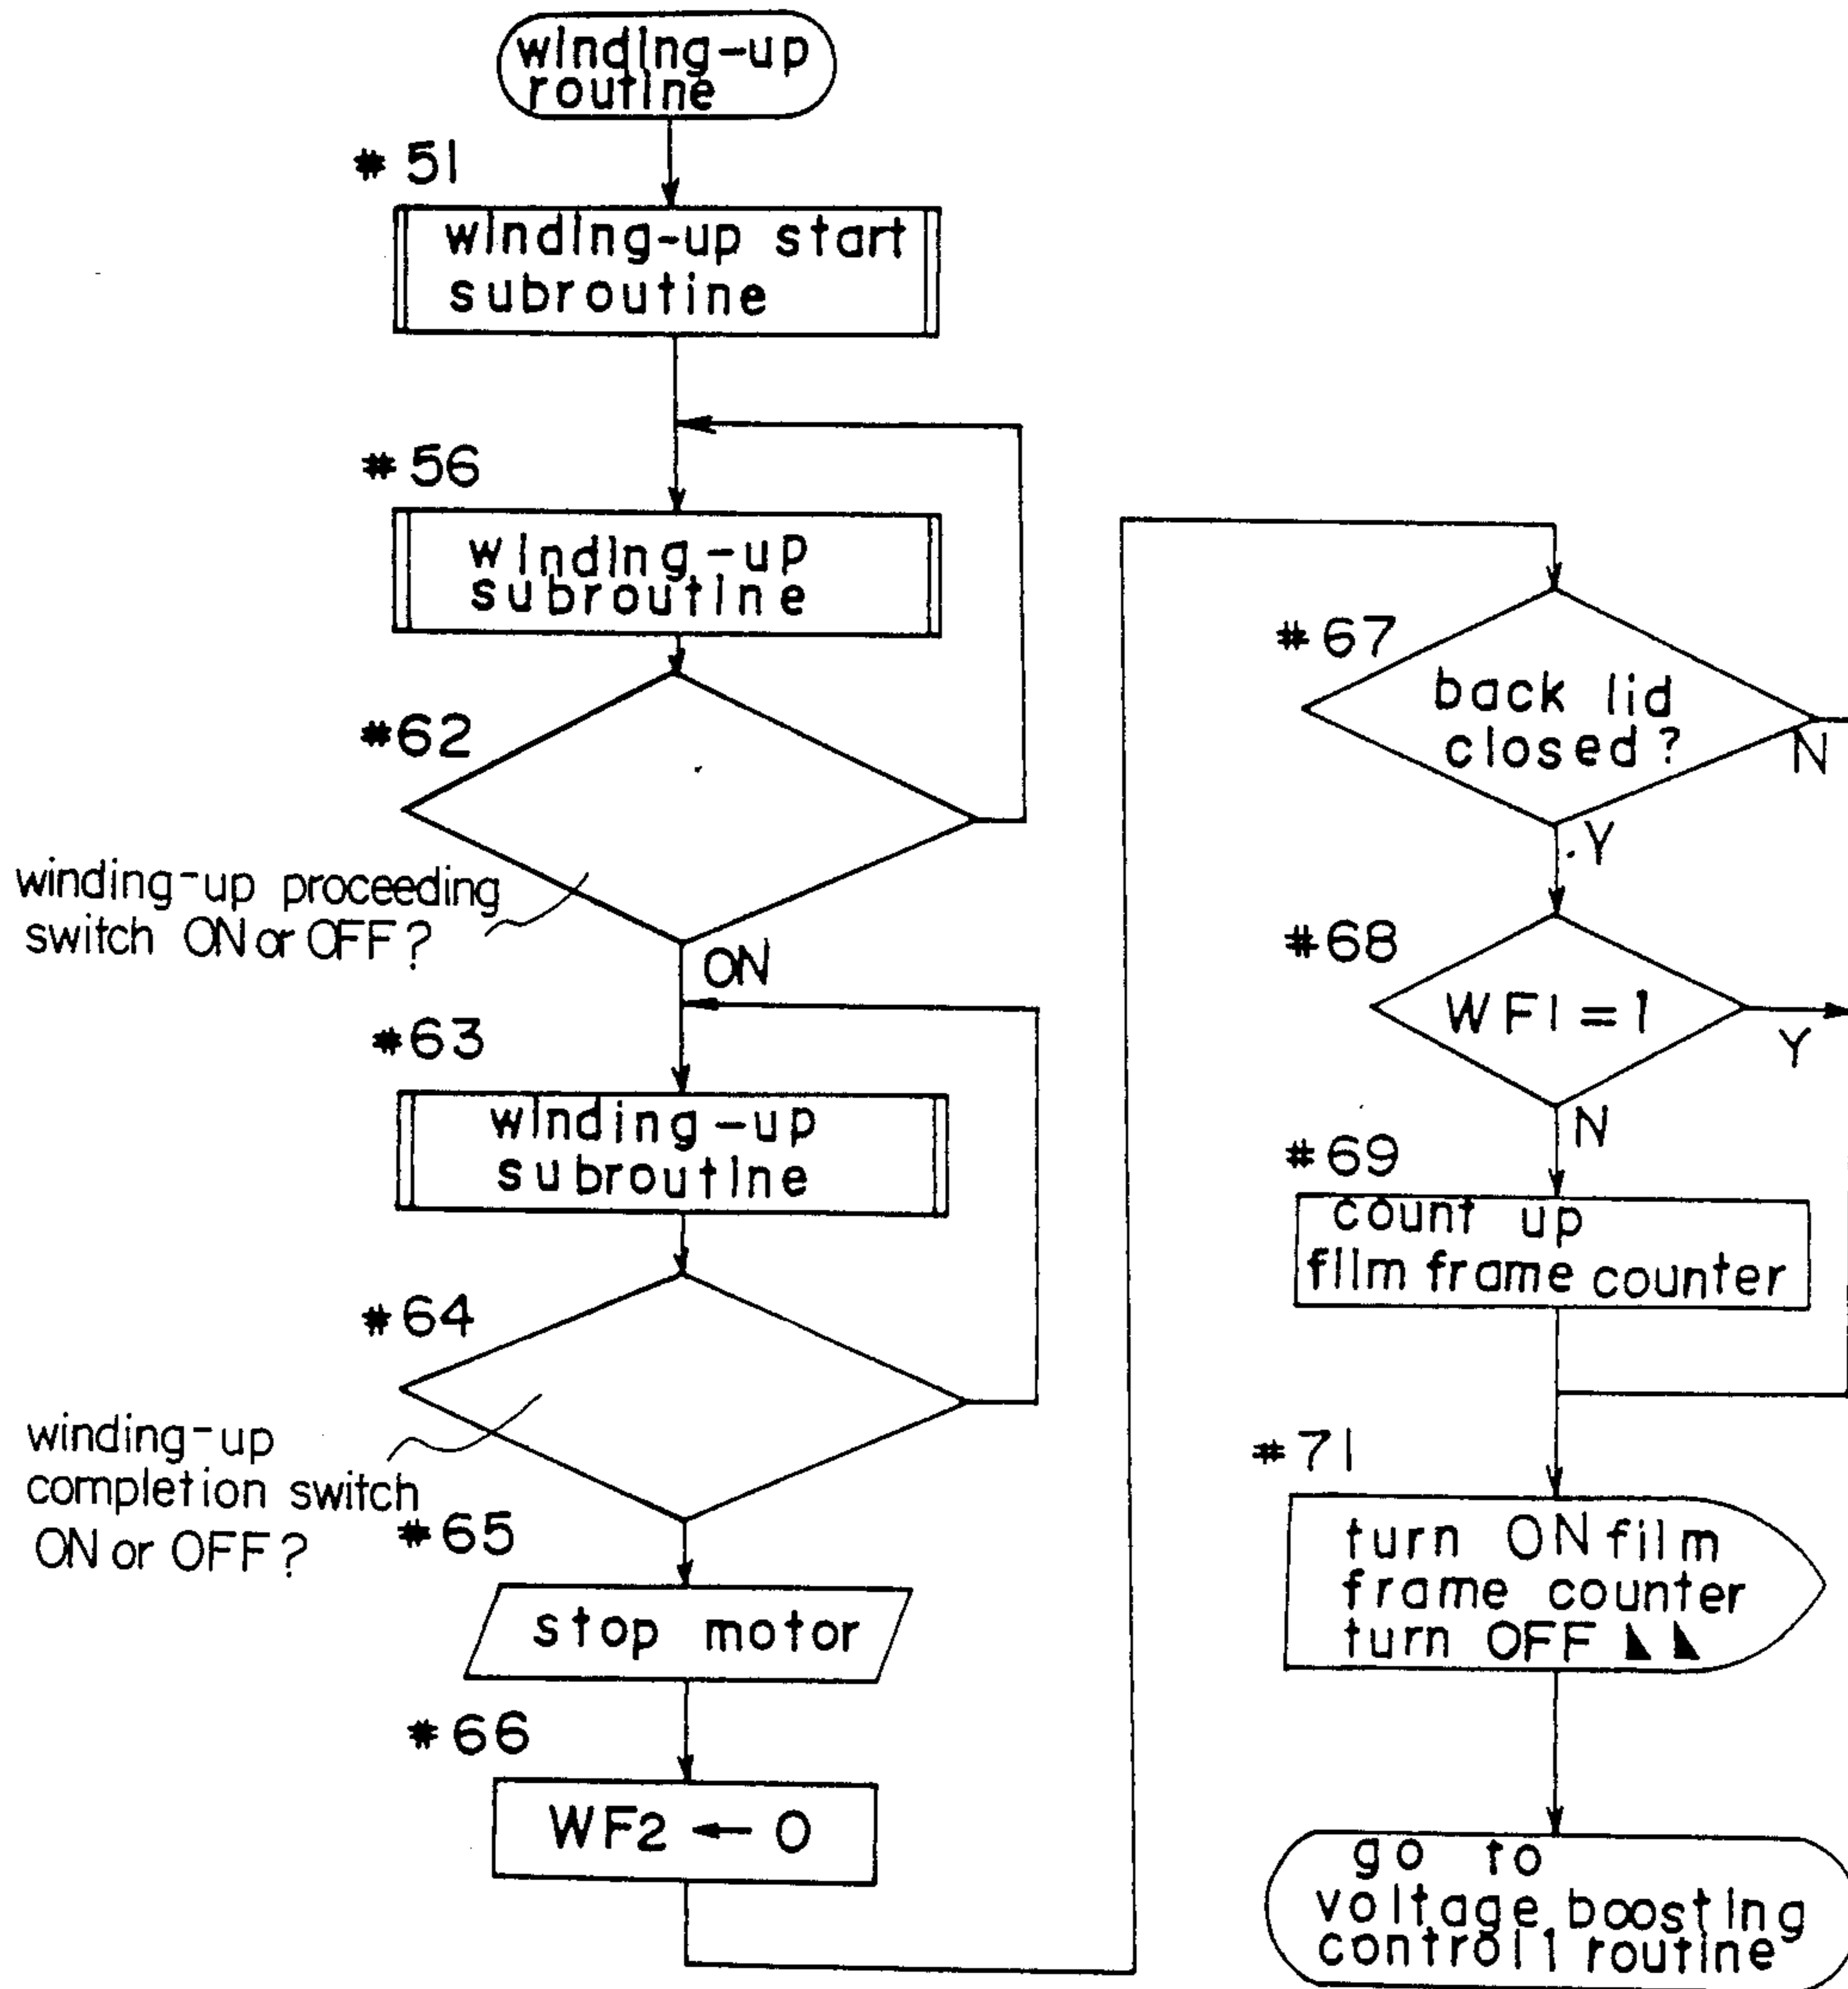 winding-up
routine
#51
winding-up start
subroutine
#56
winding-up
subroutine
#62
winding-up proceeding
switch ON or OFF?
ON
#63
winding-up
subroutine
#64
winding-up
completion switch
ON or OFF?
#65
stop motor
#66
WF2 ← 0
#67
back lid
closed?
N
Y
#68
WF1 = 1
Y
N
#69
count up
film frame counter
#71
turn ON film
frame counter
turn OFF
go to
voltage boosting
control 1 routine